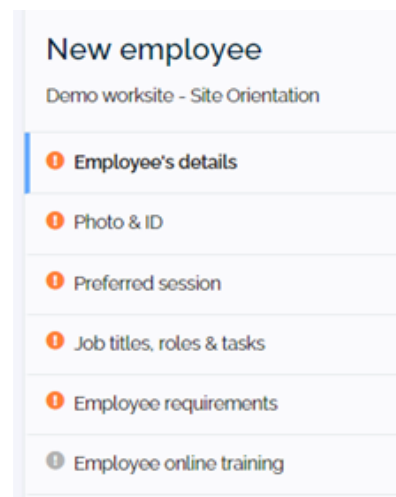 New employee
Demo worksite - Site Orientation
Employee's details
Photo & ID
Preferred session
Job titles, roles & tasks
Employee requirements
Employee online training